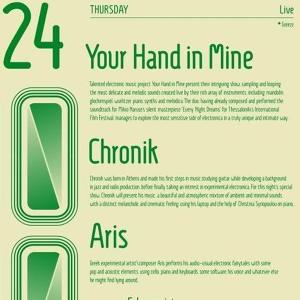 24
THURSDAY
Live
* Greece
Your Hand in Mine
Talented electronic music project Your Hand in Mine present their intriguing show, sampling and looping
the most delicate and melodic sounds created live by their rich array of instruments including: mandolin,
glockenspiel, wurlitzer piano, synths and melodica. The duo, having already composed and performed the
soundtrack for Mikio Naruse's silent masterpiece 'Every Night Dreams' for Thessaloniki's International
Film Festival, manages to explore the most sensitive side of electronica in a truly unique and intimate way.
Chronik
Chronik was born in Athens and made his first steps in music studying guitar while developing a background
in jazz and radio production before finally taking an interest in experimental electronica. For this night's special
show, Chronik will present his music, a beautiful and atmospheric mixture of ambient and minimal sounds
with a distinct melancholic and cinematic feeling, using his laptop and the help of Christina Synopoulou on piano.
Aris
Greek experimental artist/composer Aris performs his audio-visual electronic fairytales with some
pop and acoustic elements using cello, piano and keyboards, some software, his voice and whatever else
he might find lying around.